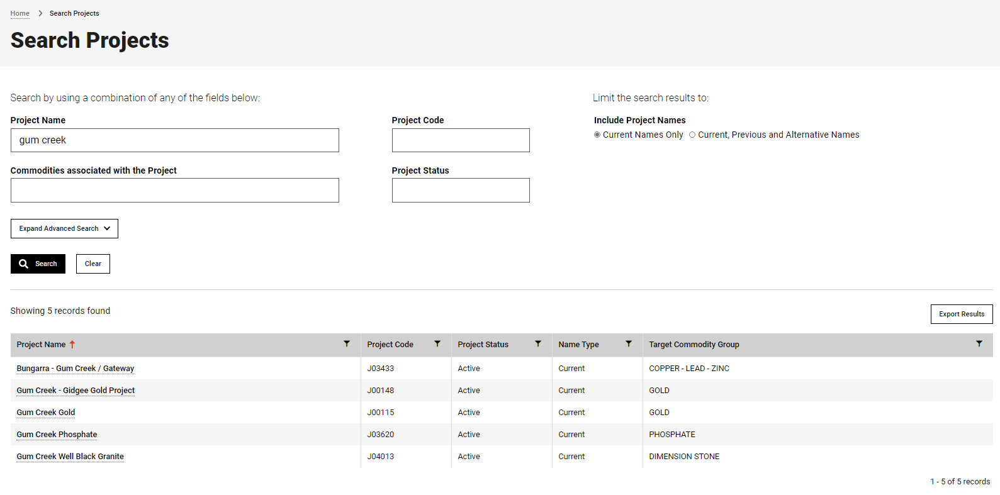 Home > Search Projects
Search Projects
Search by using a combination of any of the fields below:
Limit the search results to:
Project Name
Project Code
Include Project Names
gum creek
Current Names Only Current, Previous and Alternative Names
Commodities associated with the Project
Project Status
Expand Advanced Search
Search Clear
Showing 5 records found
Export Results
Project Name Project Code Project Status Name Type Target Commodity Group
Bungarra - Gum Creek / Gateway J03433 Active Current COPPER - LEAD - ZINC
Gum Creek - Gidgee Gold Project J00148 Active Current GOLD
Gum Creek Gold J00115 Active Current GOLD
Gum Creek Phosphate J03620 Active Current PHOSPHATE
Gum Creek Well Black Granite J04013 Active Current DIMENSION STONE
1 - 5 of 5 records